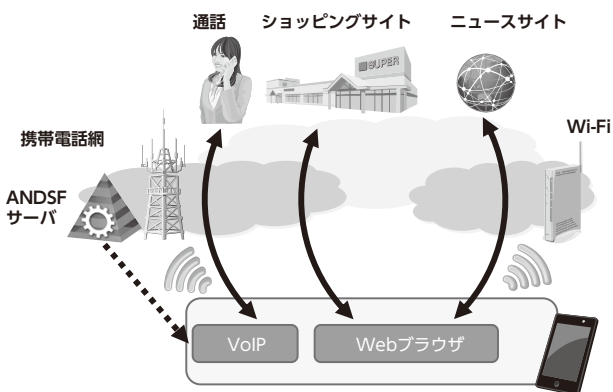 通話
ショッピングサイト
ニュースサイト
SUPER
携帯電話網
Wi-Fi
ANDSF
サーバ
VoIP
Webブラウザ